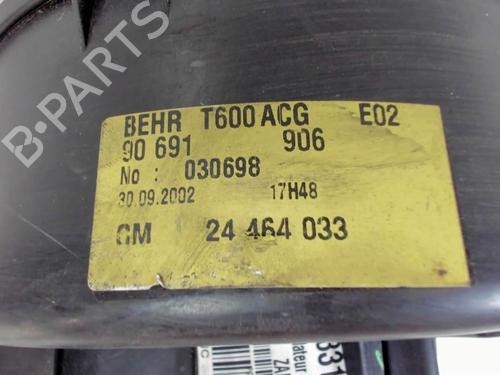 BEHR T600 ACG E02
90 691 906
No : 030698
30.09.2002 17H48
GM 24 464 033
B-PARTS